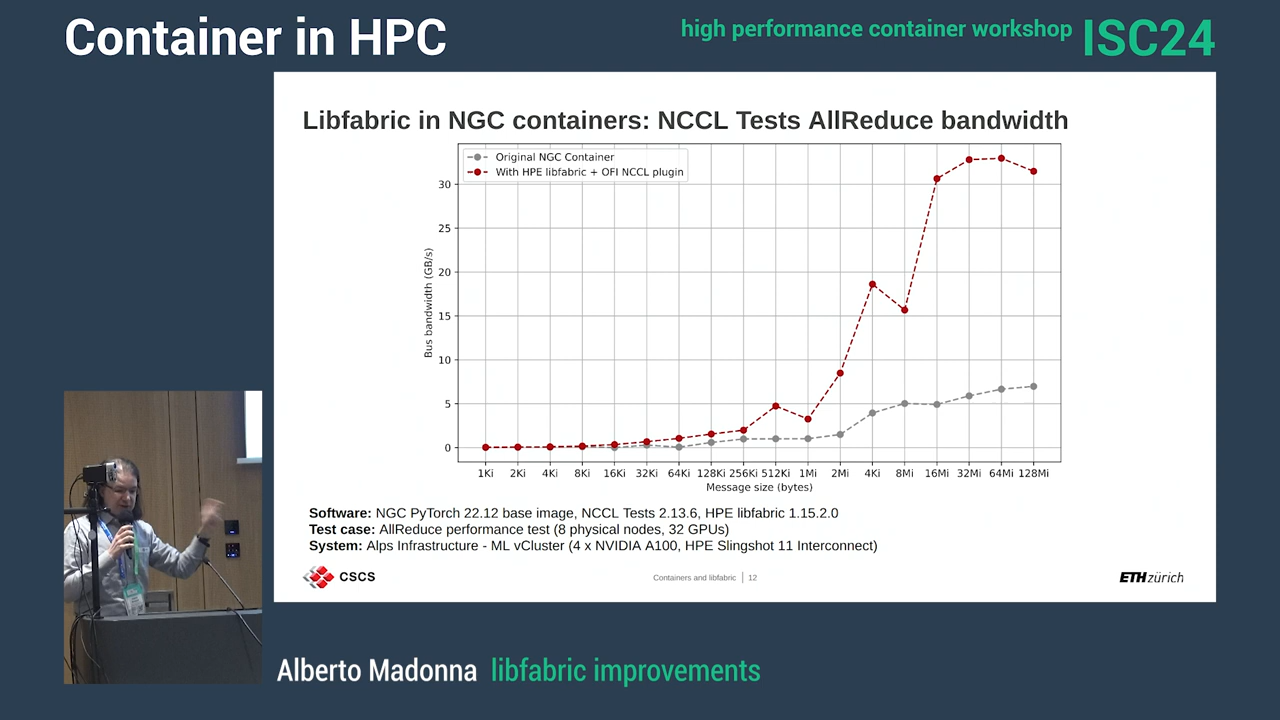 Container in HPC
high performance container workshop ISC24
Libfabric in NGC containers: NCCL Tests AllReduce bandwidth
Original NGC Container
With HPE libfabric + OFI NCCL plugin
Bus bandwidth (GB/s)
30
25
20
15
10
5
0
1Ki 2Ki 4Ki 8Ki 16Ki 32Ki 64Ki 128Ki 256Ki 512Ki 1Mi 2Mi 4Ki 8Mi 16Mi 32Mi 64Mi 128Mi
Message size (bytes)
Software: NGC PyTorch 22.12 base image, NCCL Tests 2.13.6, HPE libfabric 1.15.2.0
Test case: AllReduce performance test (8 physical nodes, 32 GPUs)
System: Alps Infrastructure - ML vCluster (4 x NVIDIA A100, HPE Slingshot 11 Interconnect)
CSCS
Containers and libfabric | 12
ETH zürich
Alberto Madonna libfabric improvements